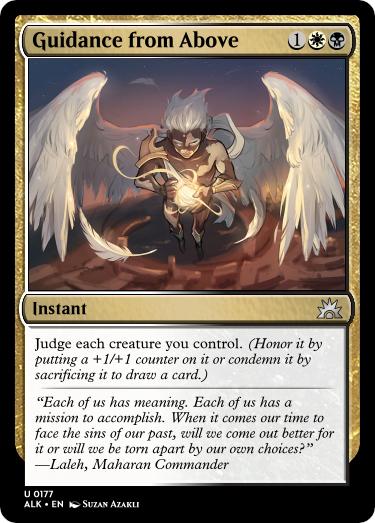 Guidance from Above 1
Instant
Judge each creature you control. (Honor it by
putting a +1/+1 counter on it or condemn it by
sacrificing it to draw a card.)
“Each of us has meaning. Each of us has a
mission to accomplish. When it comes our time to
face the sins of our past, will we come out better for
it or will we be torn apart by our own choices?”
—Laleh, Maharan Commander
U 0177
ALK • EN Suzan Azakli